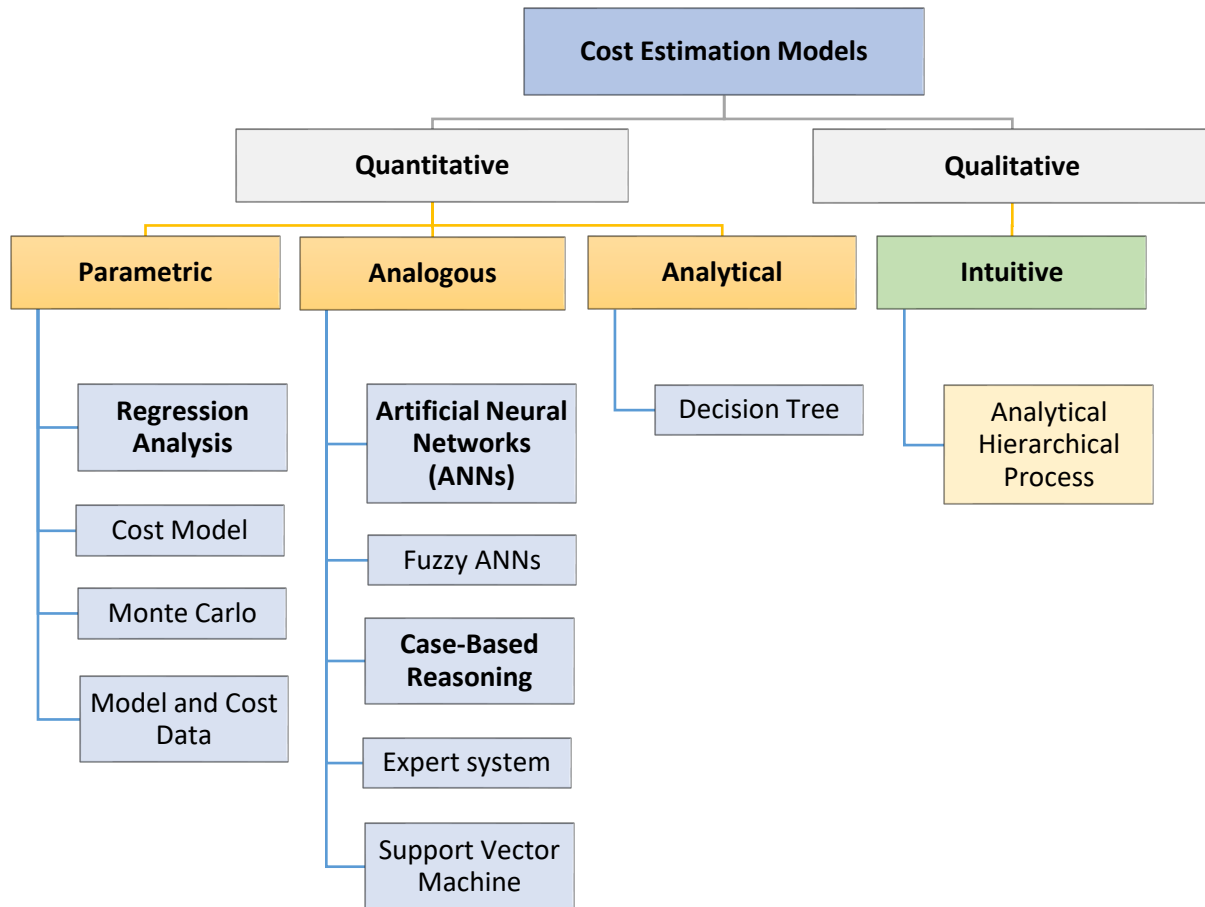 Cost Estimation Models
Quantitative
Qualitative
Parametric
Analogous
Analytical
Intuitive
Regression
Analysis
Cost Model
Monte Carlo
Model and Cost
Data
Artificial Neural
Networks
(ANNs)
Fuzzy ANNs
Case-Based
Reasoning
Expert system
Support Vector
Machine
Decision Tree
Analytical
Hierarchical
Process